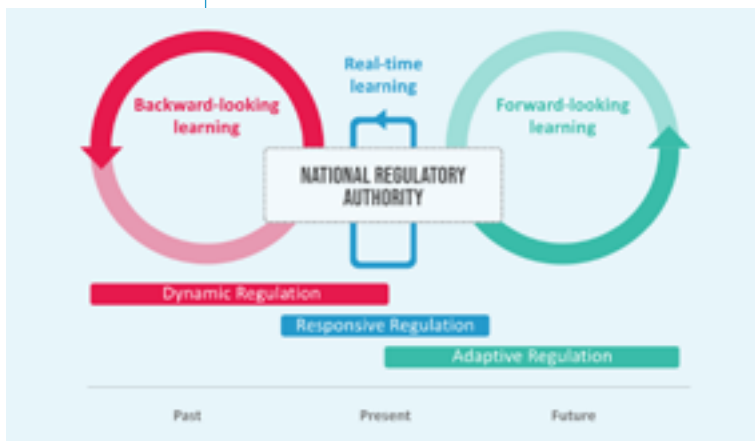 Backward-looking
learning
Real-time
learning
Forward-looking
learning
NATIONAL REGULATORY
AUTHORITY
Dynamic Regulation
Responsive Regulation
Adaptive Regulation
Past Present Future